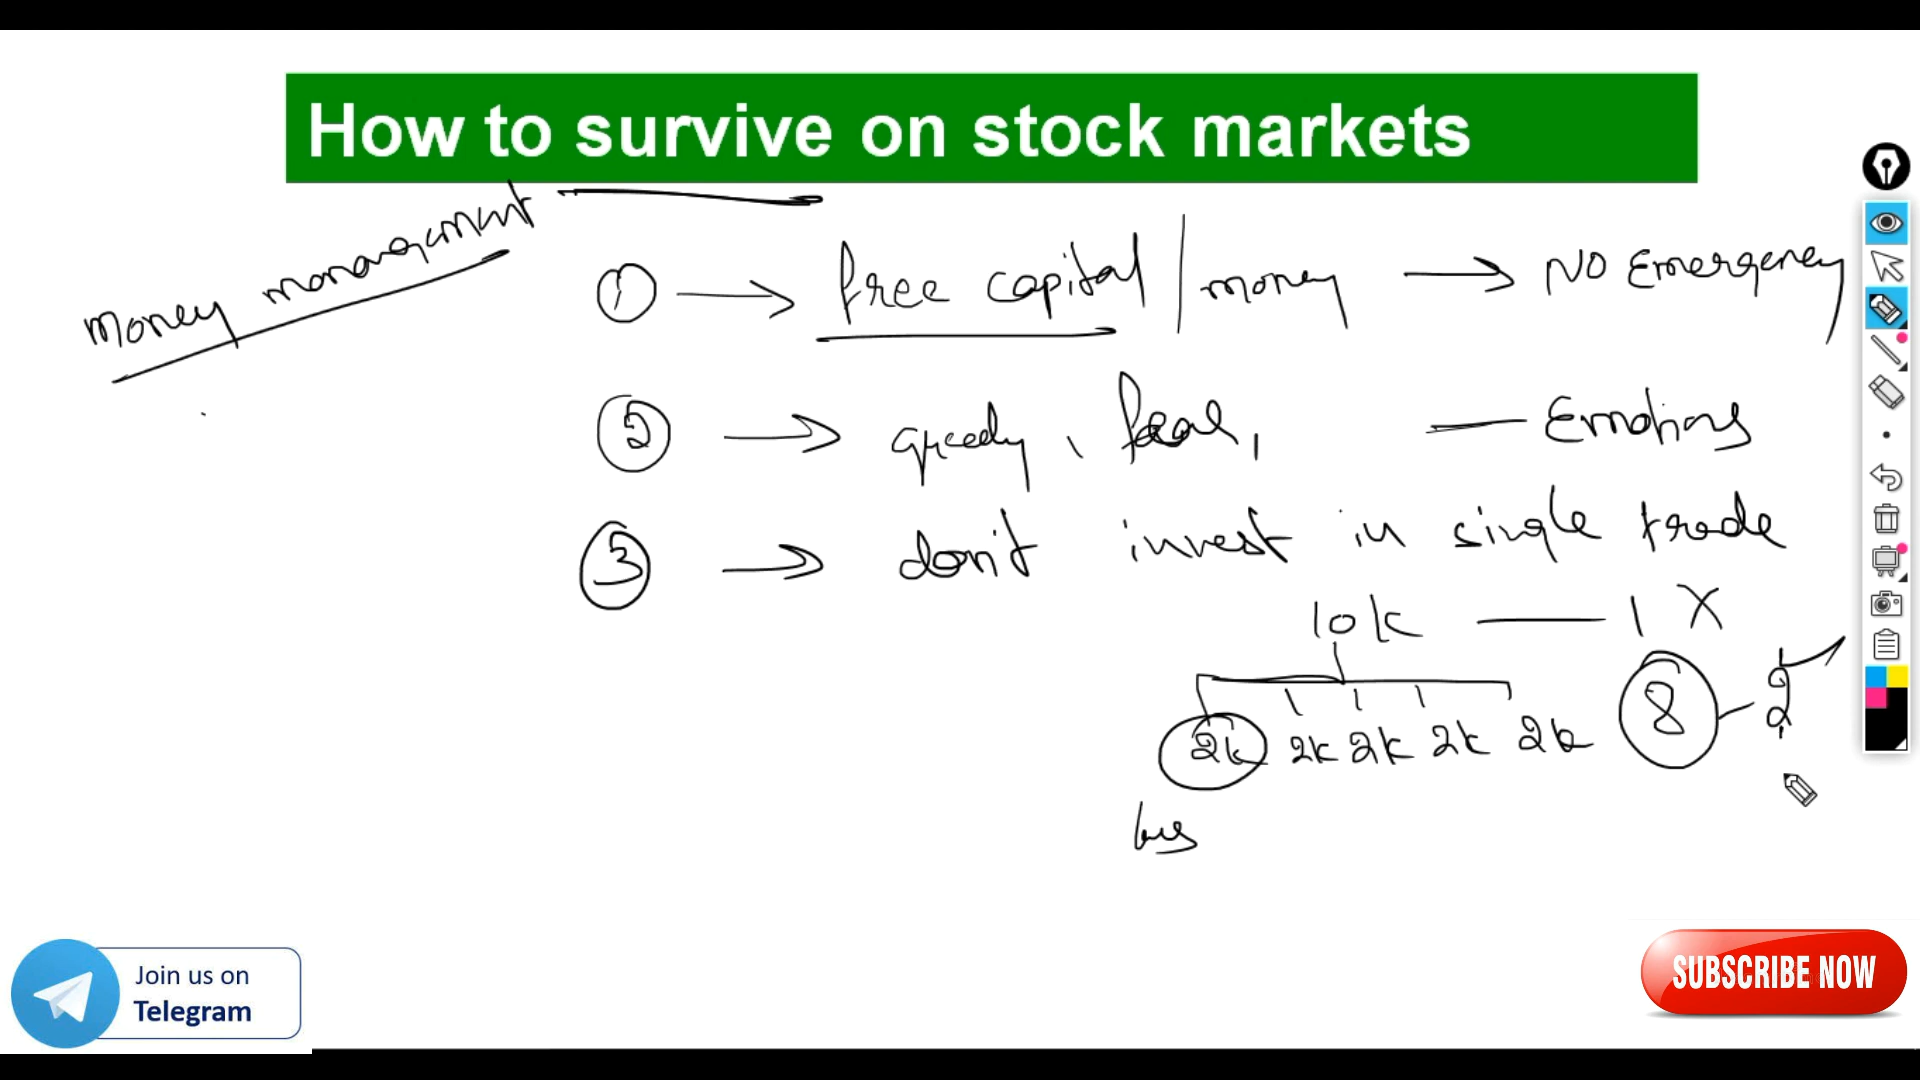 How to survive on stock markets
Money management
1 → free capital / money → NO Emergency
2 → greedy, fear, — Emotions
3 → don't invest in single trade
10k — 1 X
2k 2k 2k 2k 2k
8 - 2
Join us on
Telegram
SUBSCRIBE NOW